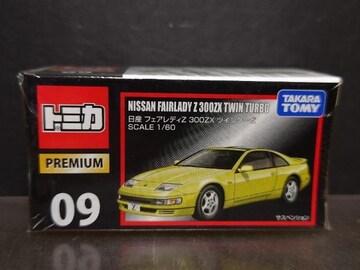 トミカ
PREMIUM
09
NISSAN FAIRLADY Z 300ZX TWIN TURBO
日産 フェアレディZ 300ZX ツインターボ
SCALE 1/60
TAKARA
TOMY
Z
サスペンション